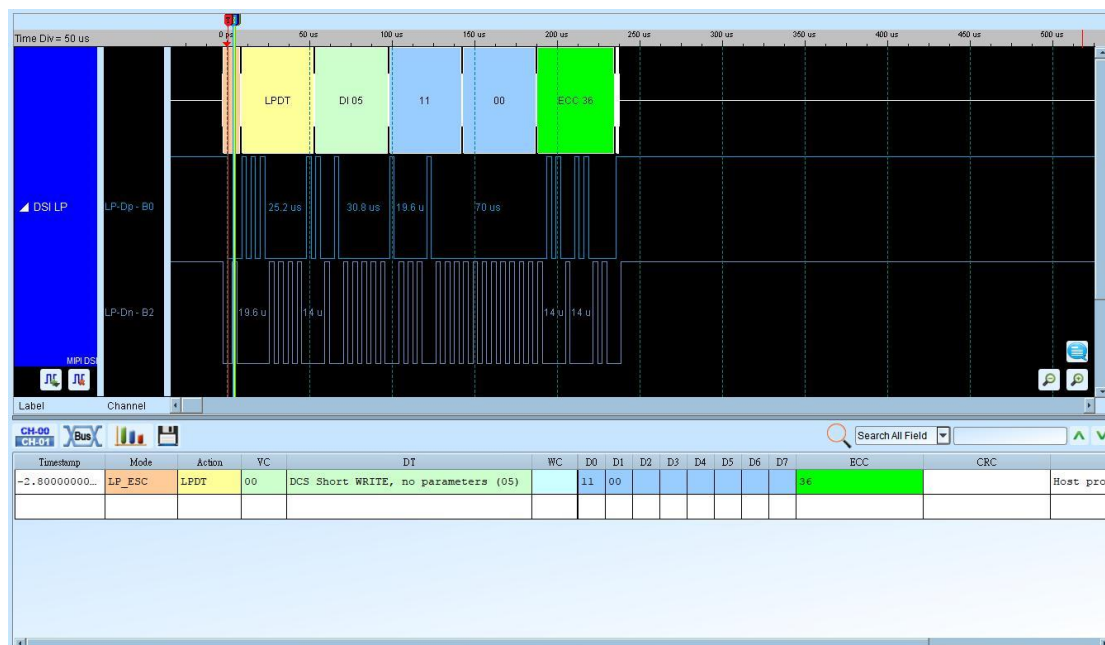 Time Div = 50 us
0 ps 50 us 100 us 150 us 200 us 250 us 300 us 350 us 400 us 450 us 500 us
LPDT DI 05 11 00 ECC 36
DSI LP LP-Dp - B0 25.2 us 30.8 us 19.6 u 70 us
LP-Dn - B2 19.6 u 14 u 14 u 14 u
MIPI DSI
Label Channel
CH-00
CH-01 Bus Search All Field
Timestamp Mode Action VC DT WC D0 D1 D2 D3 D4 D5 D6 D7 ECC CRC
-2.80000000... LP_ESC LPDT 00 DCS Short WRITE, no parameters (05) 11 00 36 Host pro